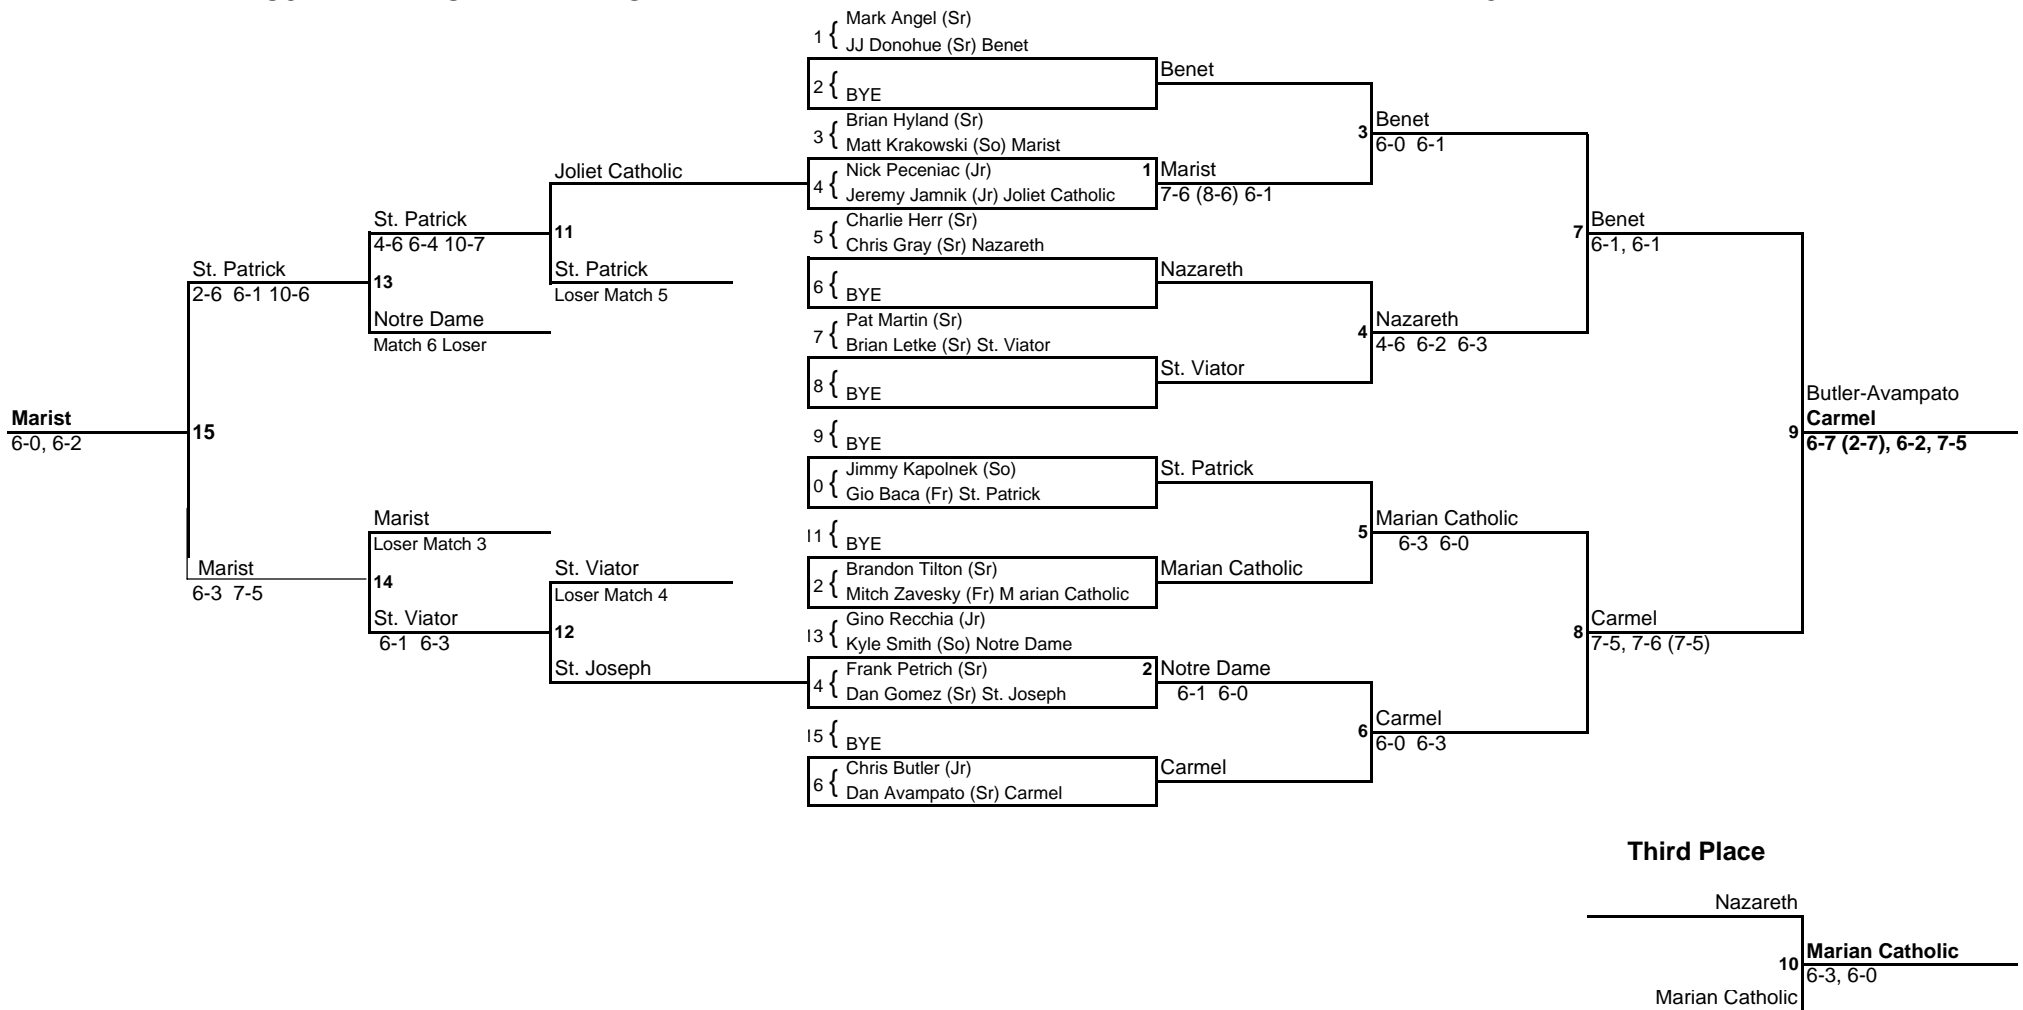 1 { Mark Angel (Sr)
JJ Donohue (Sr) Benet
Benet
2 { BYE
Brian Hyland (Sr)
3 { Matt Krakowski (So) Marist
3 Benet
6-0 6-1
Joliet Catholic
4 { Nick Peceniac (Jr)
Jeremy Jamnik (Jr) Joliet Catholic
1 Marist
7-6 (8-6) 6-1
St. Patrick
4-6 6-4 10-7
11
5 { Charlie Herr (Sr)
Chris Gray (Sr) Nazareth
7 Benet
6-1, 6-1
St. Patrick
2-6 6-1 10-6
13
St. Patrick
Loser Match 5
6 { BYE
Nazareth
Notre Dame
Match 6 Loser
7 { Pat Martin (Sr)
Brian Letke (Sr) St. Viator
4 Nazareth
4-6 6-2 6-3
8 { BYE
St. Viator
Marist
6-0, 6-2
15
9 { BYE
Butler-Avampato
9 Carmel
6-7 (2-7), 6-2, 7-5
0 { Jimmy Kapolnek (So)
Gio Baca (Fr) St. Patrick
St. Patrick
Marist
Loser Match 3
11 { BYE
5 Marian Catholic
6-3 6-0
Marist
6-3 7-5
14
St. Viator
Loser Match 4
2 { Brandon Tilton (Sr)
Mitch Zavesky (Fr) M arian Catholic
Marian Catholic
St. Viator
6-1 6-3
12
13 { Gino Recchia (Jr)
Kyle Smith (So) Notre Dame
8 Carmel
7-5, 7-6 (7-5)
St. Joseph
4 { Frank Petrich (Sr)
Dan Gomez (Sr) St. Joseph
2 Notre Dame
6-1 6-0
15 { BYE
6 Carmel
6-0 6-3
6 { Chris Butler (Jr)
Dan Avampato (Sr) Carmel
Carmel
Third Place
Nazareth
10 Marian Catholic
6-3, 6-0
Marian Catholic